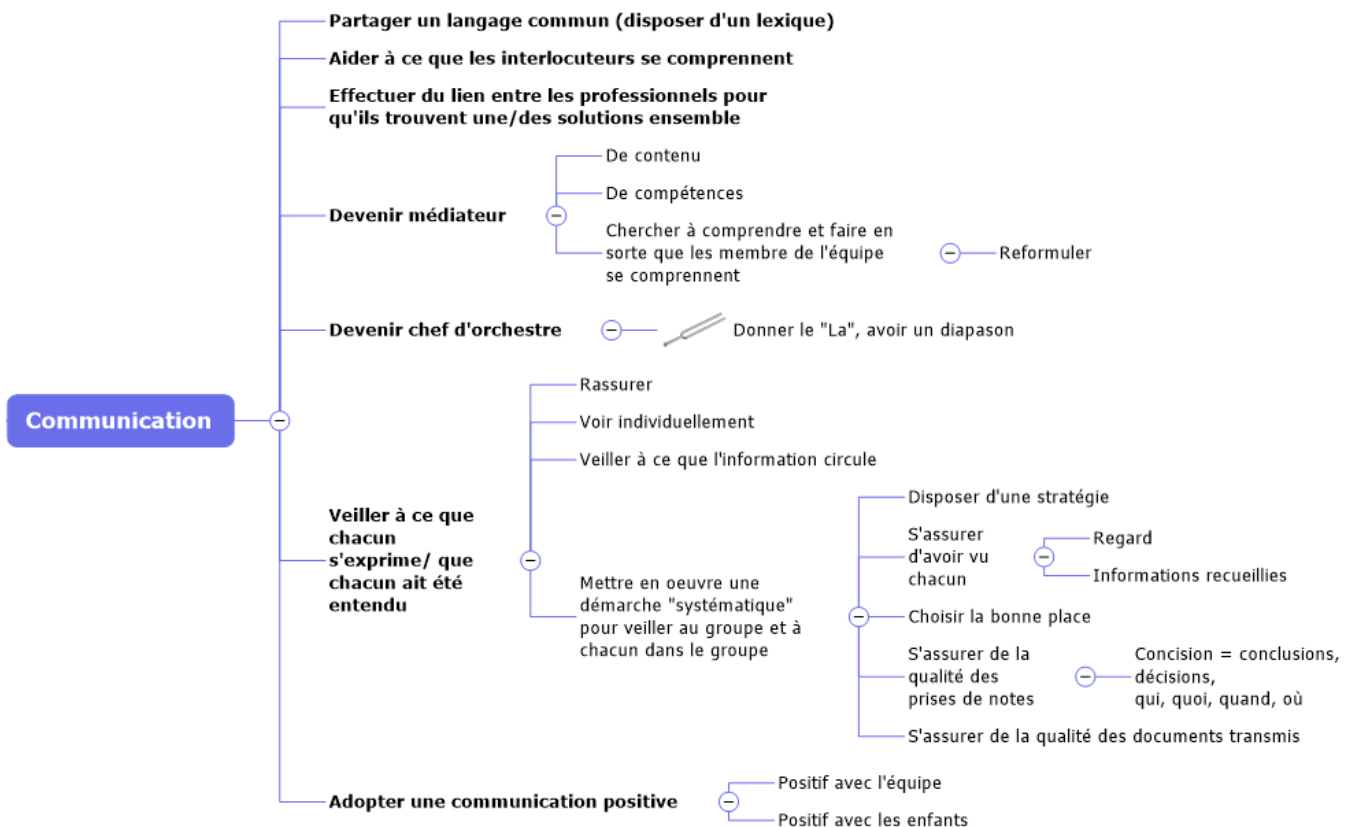 Communication
Partager un langage commun (disposer d'un lexique)
Aider à ce que les interlocuteurs se comprennent
Effectuer du lien entre les professionnels pour
qu'ils trouvent une/des solutions ensemble
Devenir médiateur
De contenu
De compétences
Chercher à comprendre et faire en
sorte que les membre de l'équipe
se comprennent
Reformuler
Devenir chef d'orchestre
Donner le "La", avoir un diapason
Veiller à ce que
chacun
s'exprime/ que
chacun ait été
entendu
Rassurer
Voir individuellement
Veiller à ce que l'information circule
Mettre en oeuvre une
démarche "systématique"
pour veiller au groupe et à
chacun dans le groupe
Disposer d'une stratégie
S'assurer
d'avoir vu
chacun
Regard
Informations recueillies
Choisir la bonne place
S'assurer de la
qualité des
prises de notes
Concision = conclusions,
décisions,
qui, quoi, quand, où
S'assurer de la qualité des documents transmis
Adopter une communication positive
Positif avec l'équipe
Positif avec les enfants